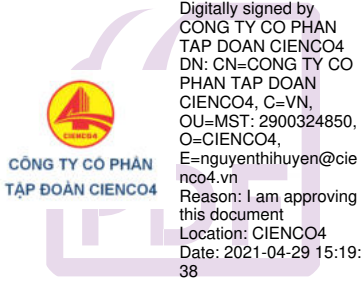 CIENCO4
CÔNG TY CỔ PHẦN
TẬP ĐOÀN CIENCO4
Digitally signed by
CONG TY CO PHAN
TAP DOAN CIENCO4
DN: CN=CONG TY CO
PHAN TAP DOAN
CIENCO4, C=VN,
OU=MST: 2900324850,
O=CIENCO4,
E=nguyenthihuyen@cie
nco4.vn
Reason: I am approving
this document
Location: CIENCO4
Date: 2021-04-29 15:19:
38